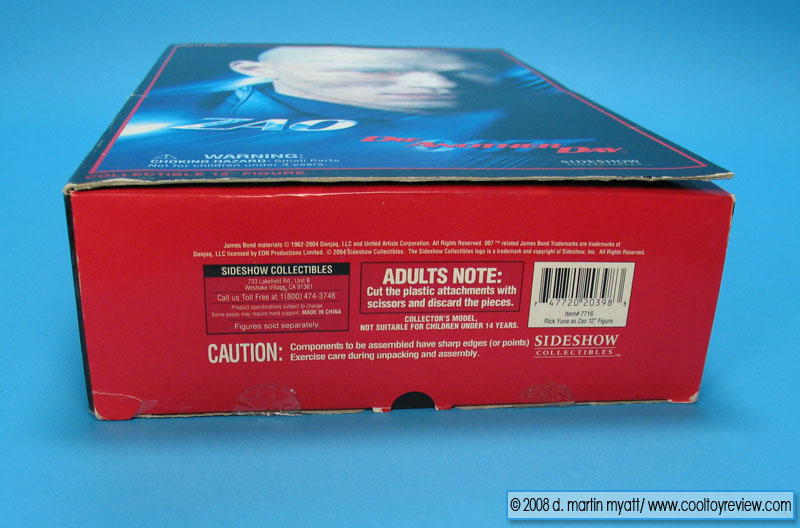 ZAO
DIE ANOTHER DAY
WARNING:
CHOKING HAZARD- Small Parts
Not for children under 3 years.
SIDESHOW
COLLECTIBLE 12" FIGURE
James Bond materials © 1962-2004 Danjaq, LLC and United Artists Corporation. All Rights Reserved. 007 ™ related James Bond Trademarks are trademarks of
Danjaq, LLC licensed by EON Productions Limited. © 2004 Sideshow Collectibles. The Sideshow Collectibles logo is a trademark and copyright of Sideshow, Inc. All Rights Reserved.
SIDESHOW COLLECTIBLES
733 Lakefield Rd., Unit B
Westlake Village, CA 91361
Call us Toll Free at 1(800) 474-3746
Product specifications subject to change.
Some poses may require hand support. MADE IN CHINA
Figures sold separately.
ADULTS NOTE:
Cut the plastic attachments with
scissors and discard the pieces.
COLLECTOR'S MODEL,
NOT SUITABLE FOR CHILDREN UNDER 14 YEARS.
7 47720 20398 3
Item# 7716
Rick Yune as Zao 12" Figure
CAUTION: Components to be assembled have sharp edges (or points)
Exercise care during unpacking and assembly.
SIDESHOW
COLLECTIBLES™
© 2008 d. martin myatt/ www.cooltoyreview.com